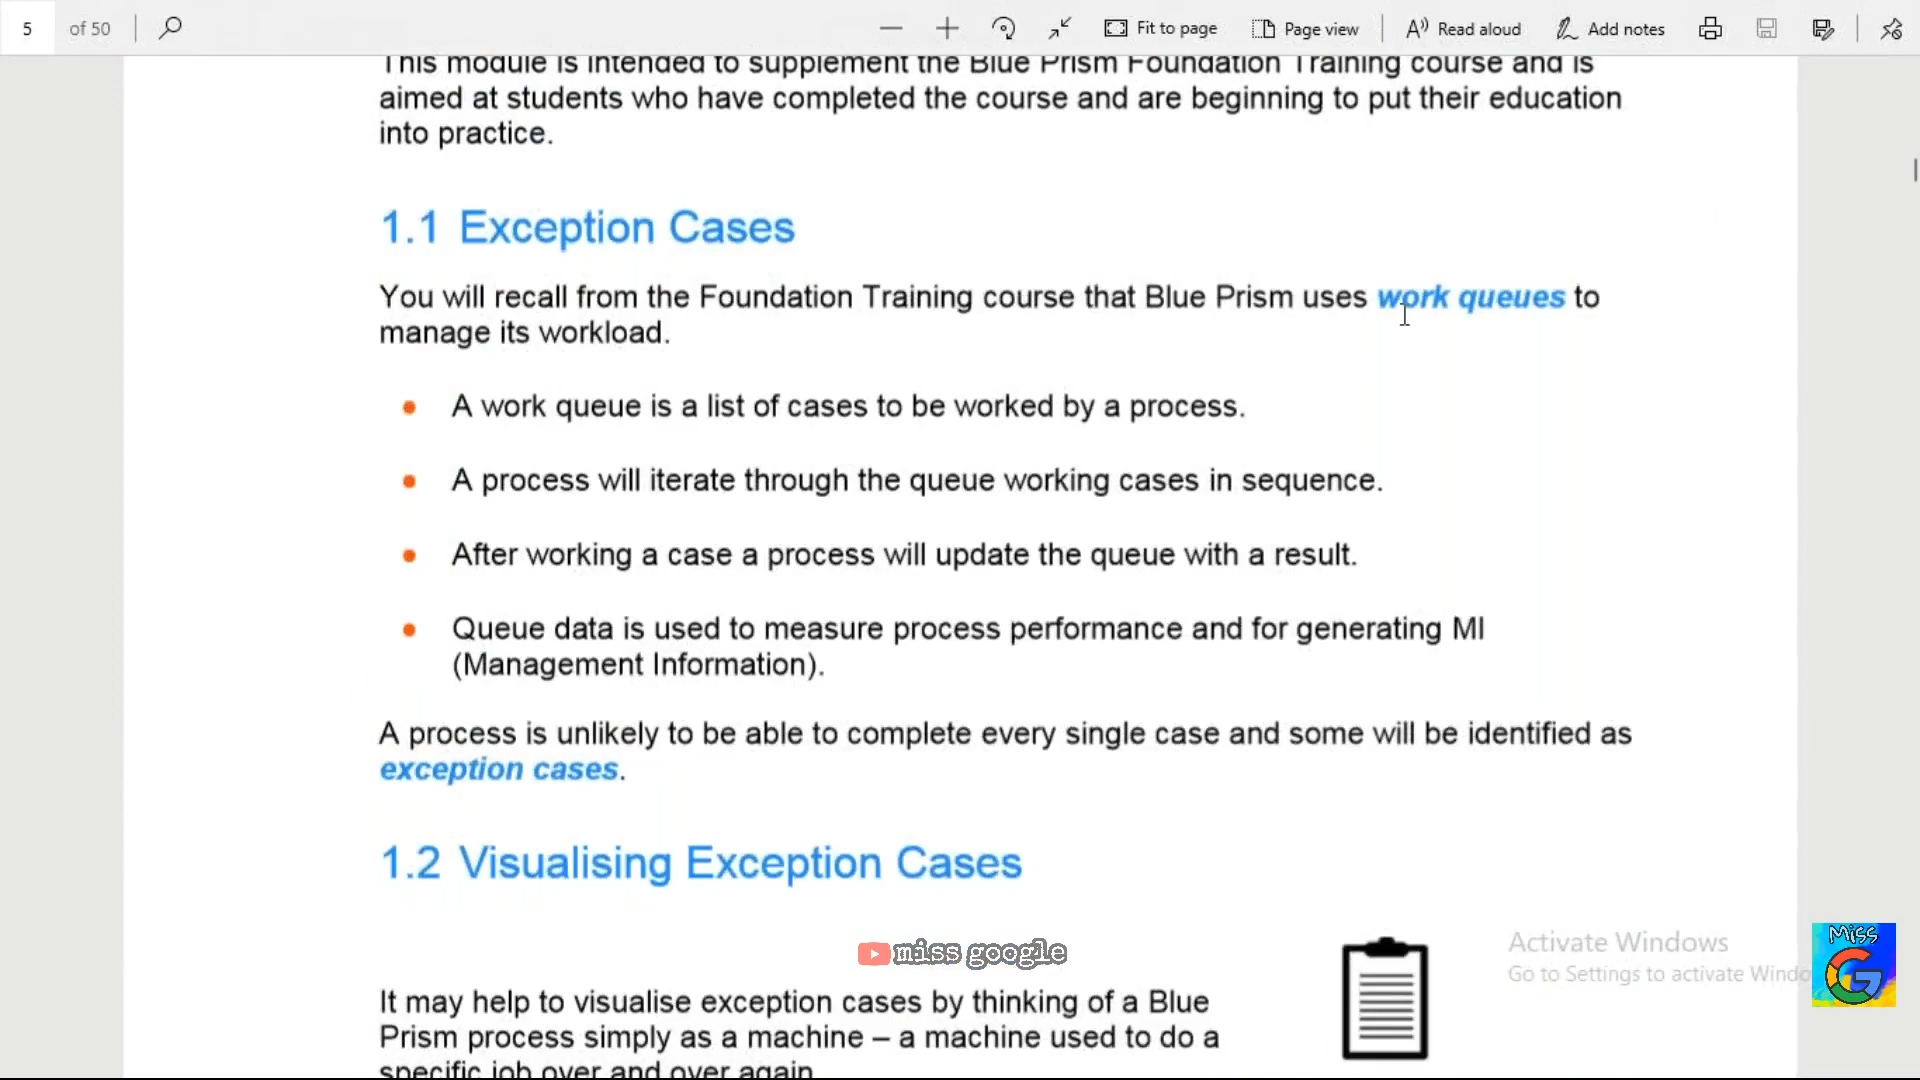 5 of 50 Fit to page Page view Read aloud Add notes
This module is intended to supplement the Blue Prism Foundation Training course and is
aimed at students who have completed the course and are beginning to put their education
into practice.
1.1 Exception Cases
You will recall from the Foundation Training course that Blue Prism uses work queues to
manage its workload.
A work queue is a list of cases to be worked by a process.
A process will iterate through the queue working cases in sequence.
After working a case a process will update the queue with a result.
Queue data is used to measure process performance and for generating MI
(Management Information).
A process is unlikely to be able to complete every single case and some will be identified as
exception cases.
1.2 Visualising Exception Cases
miss google
Activate Windows
Go to Settings to activate Windo
Miss
G
It may help to visualise exception cases by thinking of a Blue
Prism process simply as a machine – a machine used to do a
specific job over and over again